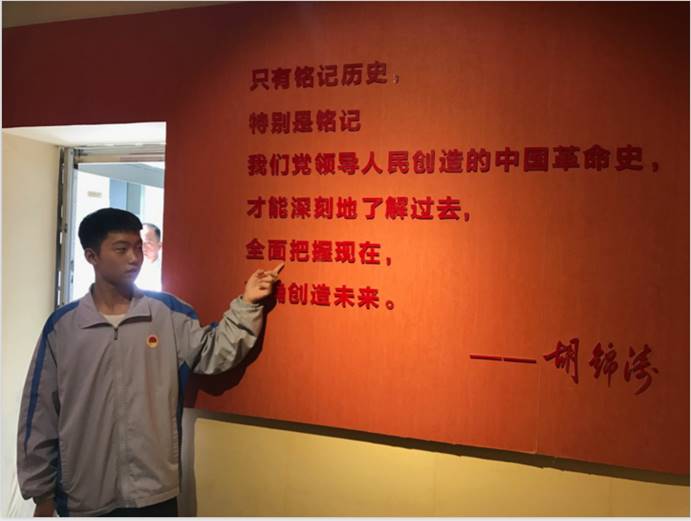 只有铭记历史，
特别是铭记
我们党领导人民创造的中国革命史，
才能深刻地了解过去，
全面把握现在，
确创造未来。
——胡锦涛